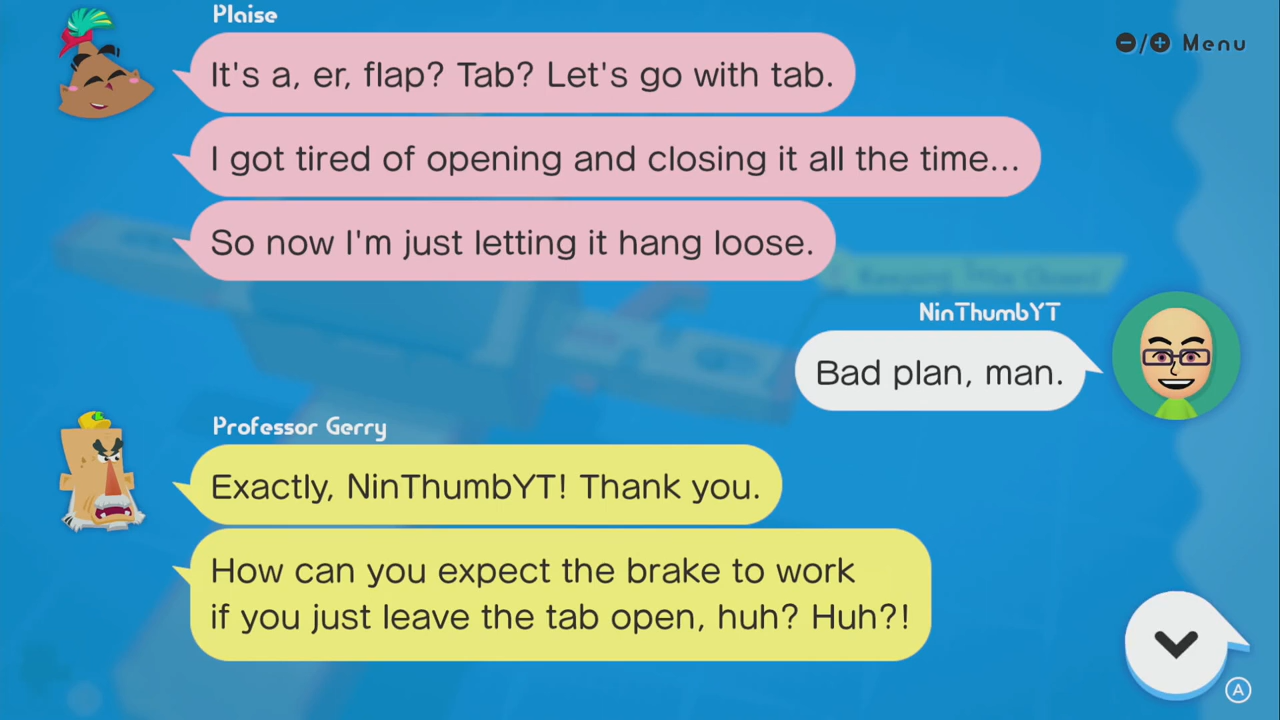 Plaise
It's a, er, flap? Tab? Let's go with tab.
−/+ Menu
I got tired of opening and closing it all the time...
So now I'm just letting it hang loose.
NinThumbYT
Bad plan, man.
Professor Gerry
Exactly, NinThumbYT! Thank you.
How can you expect the brake to work
if you just leave the tab open, huh? Huh?!
A